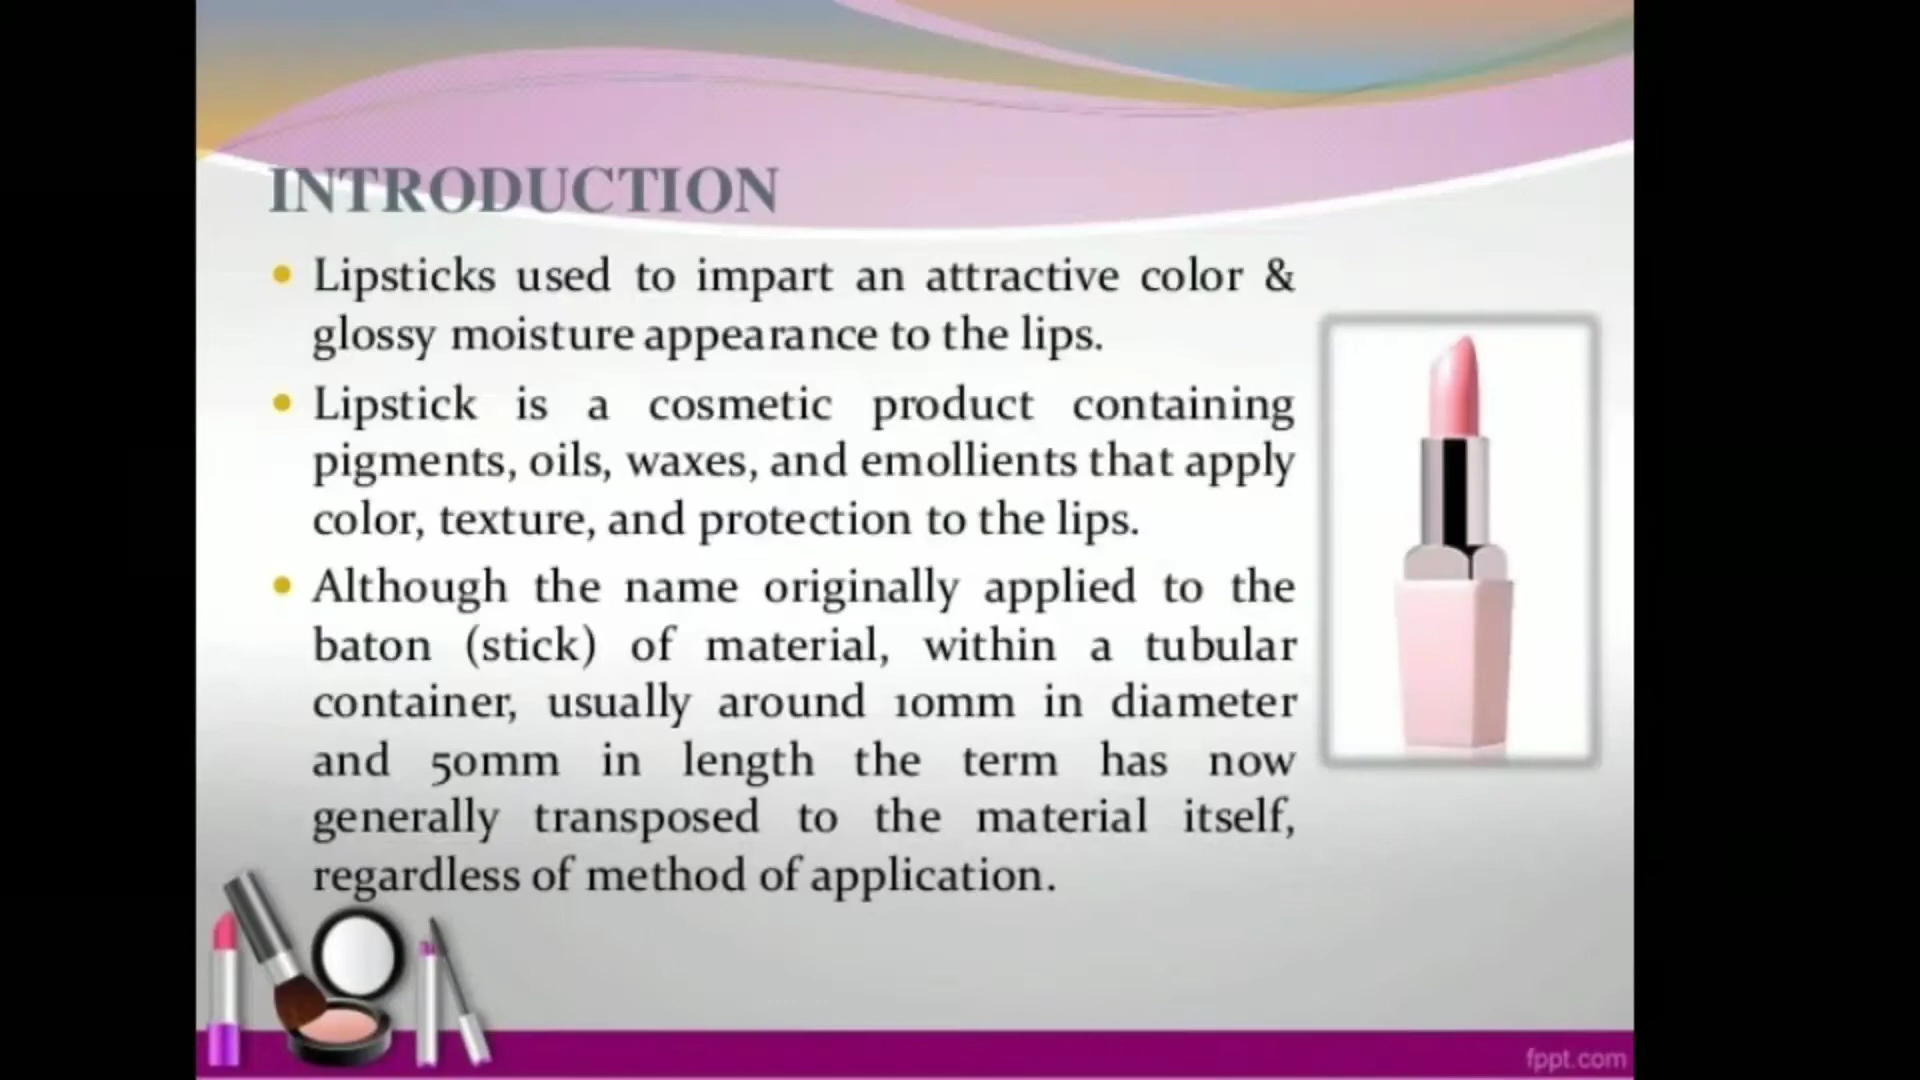 INTRODUCTION
• Lipsticks used to impart an attractive color &
glossy moisture appearance to the lips.
• Lipstick is a cosmetic product containing
pigments, oils, waxes, and emollients that apply
color, texture, and protection to the lips.
• Although the name originally applied to the
baton (stick) of material, within a tubular
container, usually around 10mm in diameter
and 50mm in length the term has now
generally transposed to the material itself,
regardless of method of application.
fppt.com